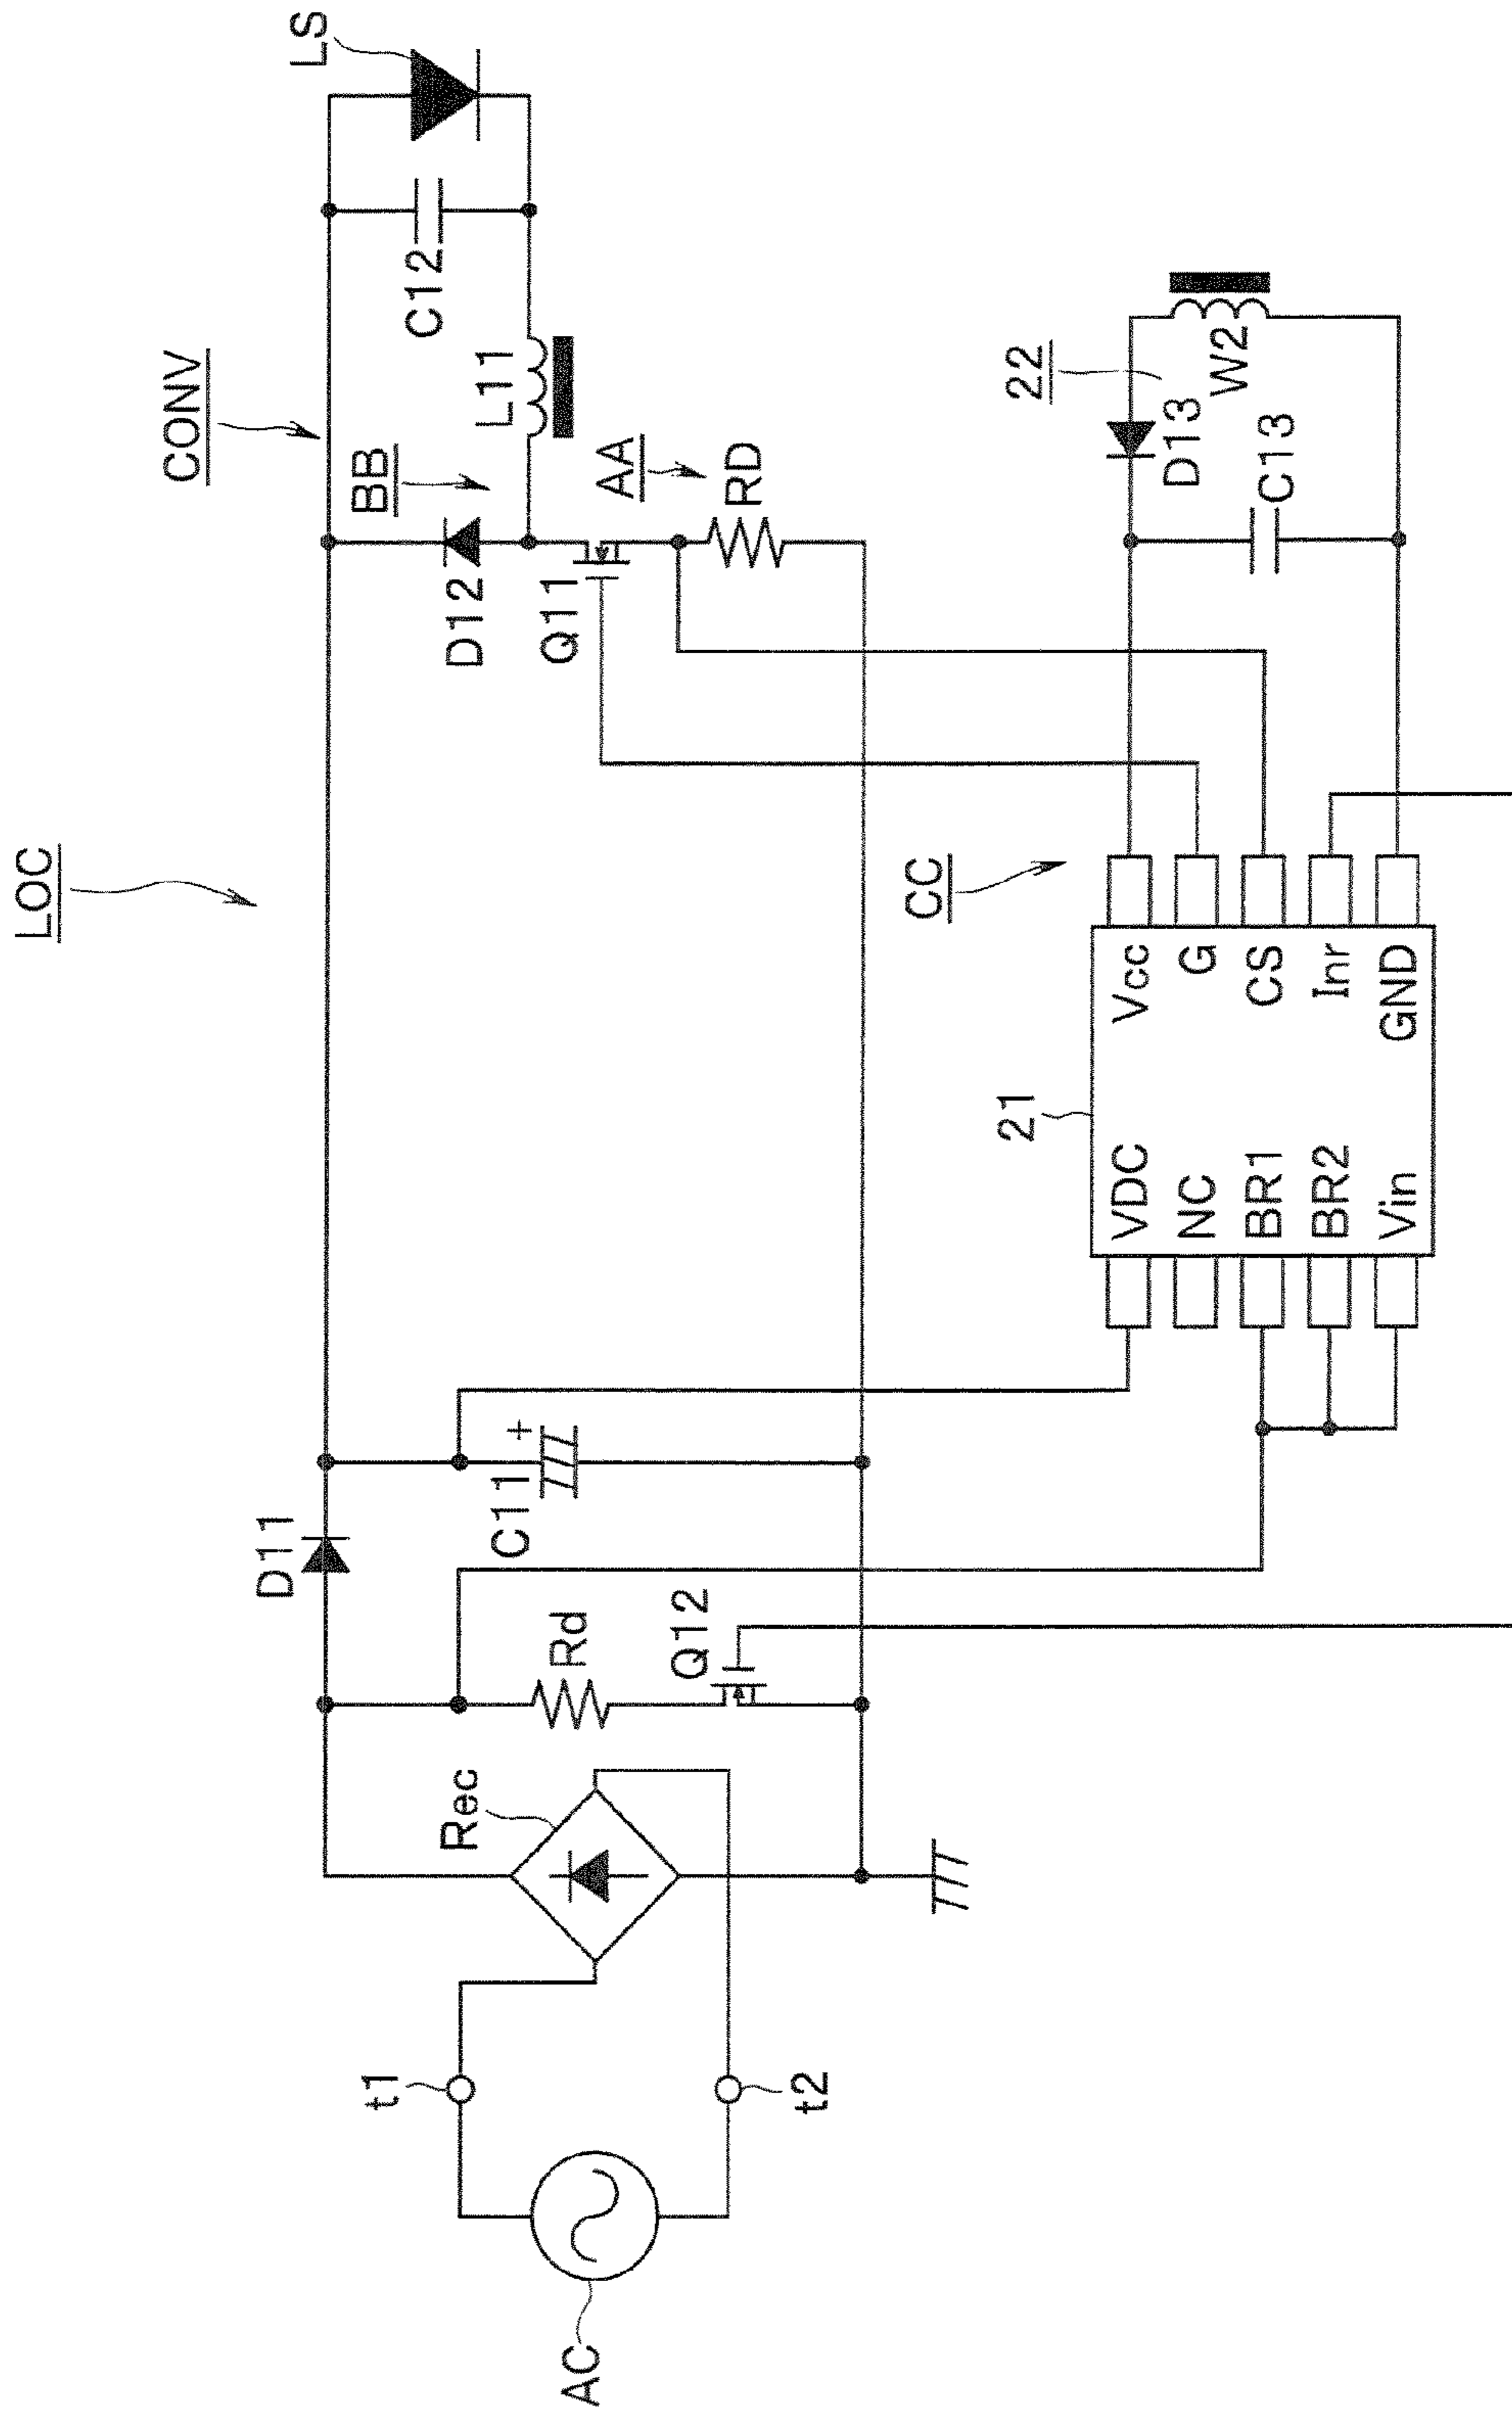 LOC
CONV
BB
AA
LS
D11
D12
C12
L11
C11
+
Rd
Q11
RD
Rec
Q12
t1
t2
AC
CC
22
21
D13
W2
C13
VDC
NC
BR1
BR2
Vin
Vcc
G
CS
Inr
GND